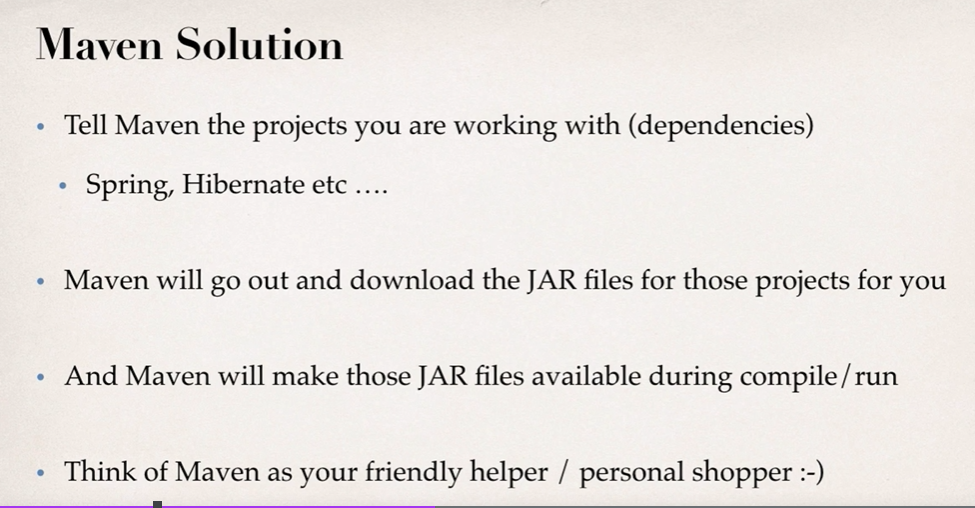 Maven Solution
• Tell Maven the projects you are working with (dependencies)
• Spring, Hibernate etc ....
• Maven will go out and download the JAR files for those projects for you
• And Maven will make those JAR files available during compile/run
• Think of Maven as your friendly helper / personal shopper :-)